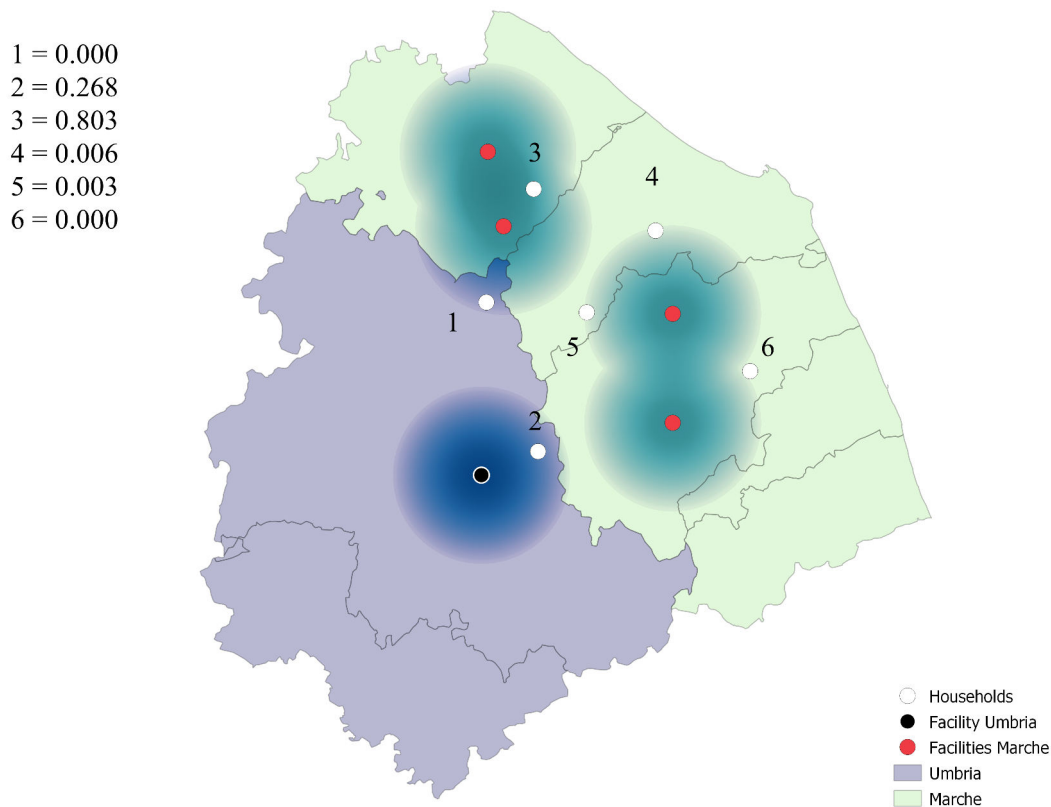 1 = 0.000
2 = 0.268
3 = 0.803
4 = 0.006
5 = 0.003
6 = 0.000
3
4
1
5
6
2
Households
Facility Umbria
Facilities Marche
Umbria
Marche